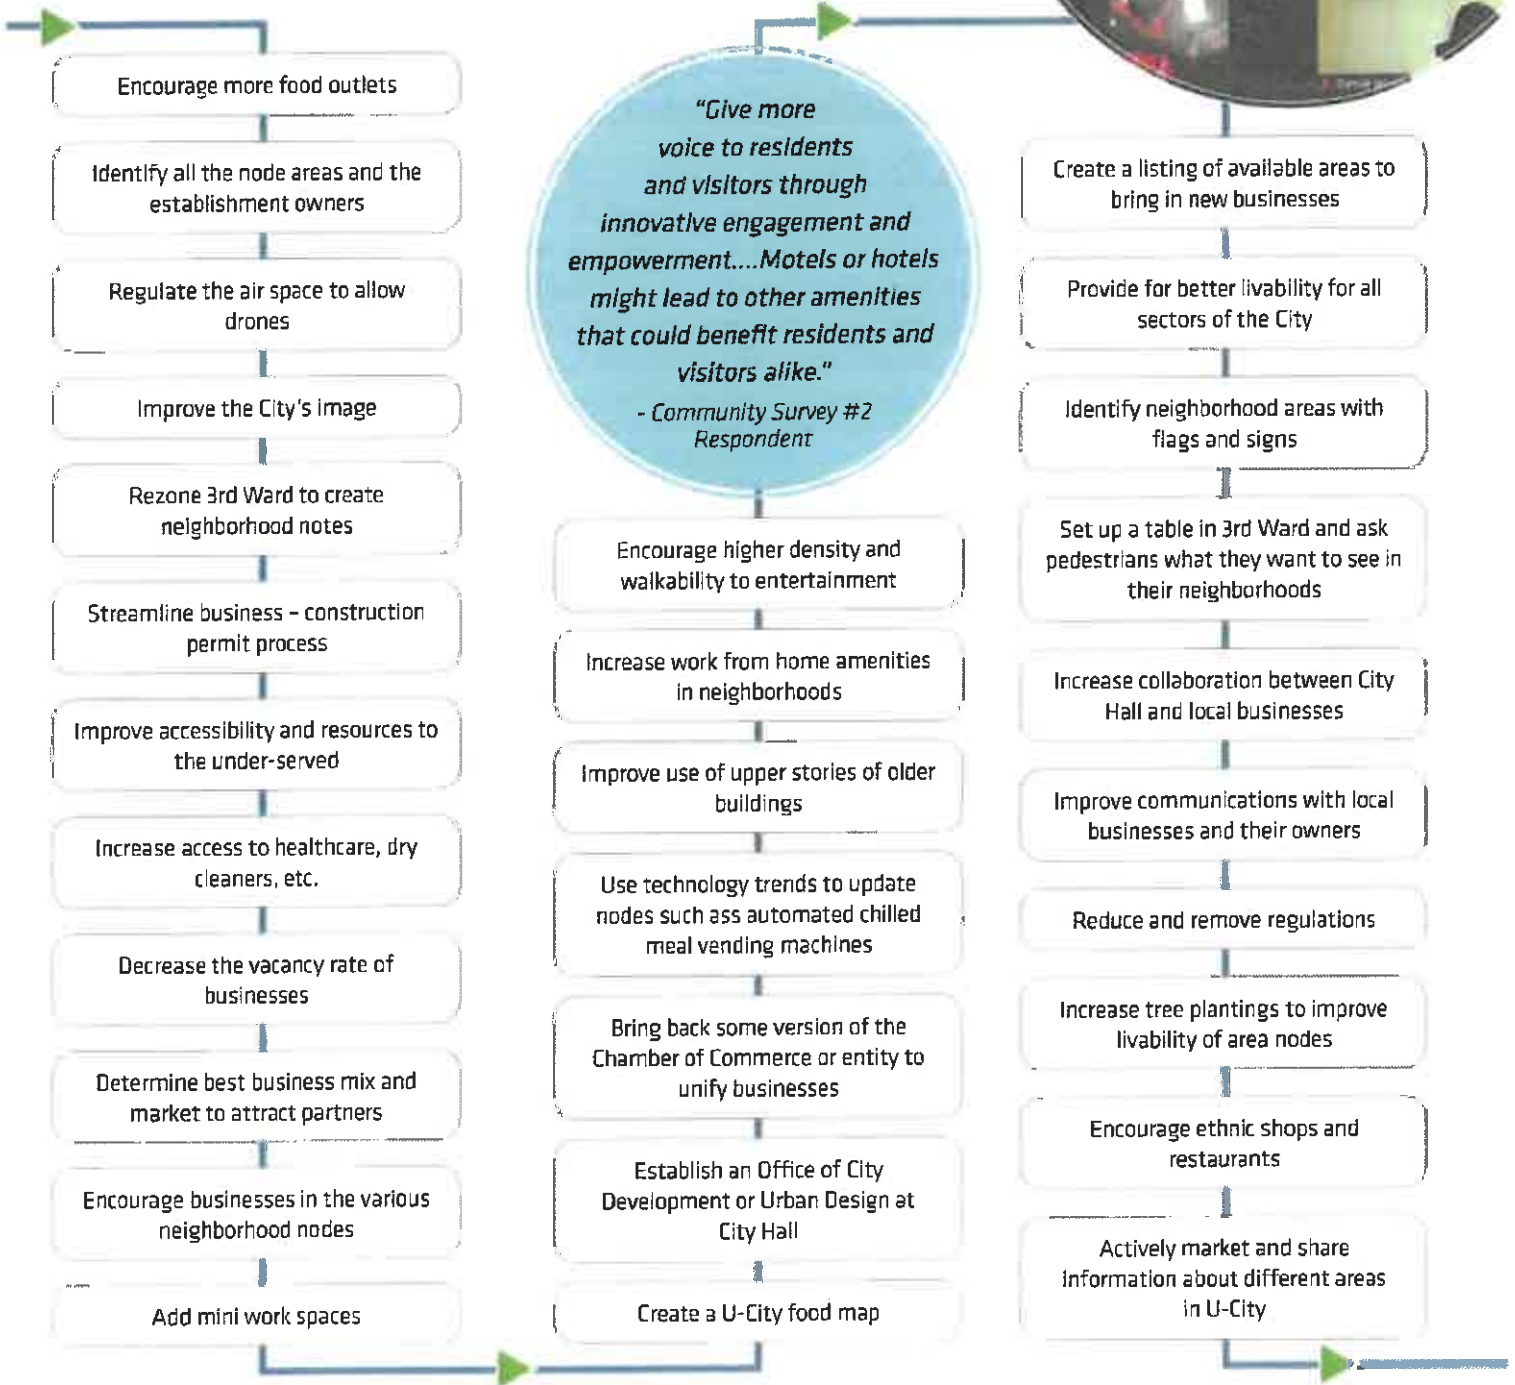 Encourage more food outlets
Identify all the node areas and the
establishment owners
Regulate the air space to allow
drones
Improve the City's image
Rezone 3rd Ward to create
neighborhood notes
Streamline business – construction
permit process
Improve accessibility and resources to
the under-served
Increase access to healthcare, dry
cleaners, etc.
Decrease the vacancy rate of
businesses
Determine best business mix and
market to attract partners
Encourage businesses in the various
neighborhood nodes
Add mini work spaces
"Give more
voice to residents
and visitors through
innovative engagement and
empowerment....Motels or hotels
might lead to other amenities
that could benefit residents and
visitors alike."
- Community Survey #2
Respondent
Encourage higher density and
walkability to entertainment
Increase work from home amenities
in neighborhoods
Improve use of upper stories of older
buildings
Use technology trends to update
nodes such ass automated chilled
meal vending machines
Bring back some version of the
Chamber of Commerce or entity to
unify businesses
Establish an Office of City
Development or Urban Design at
City Hall
Create a U-City food map
Create a listing of available areas to
bring in new businesses
Provide for better livability for all
sectors of the City
Identify neighborhood areas with
flags and signs
Set up a table in 3rd Ward and ask
pedestrians what they want to see in
their neighborhoods
Increase collaboration between City
Hall and local businesses
Improve communications with local
businesses and their owners
Reduce and remove regulations
Increase tree plantings to improve
livability of area nodes
Encourage ethnic shops and
restaurants
Actively market and share
information about different areas
in U-City